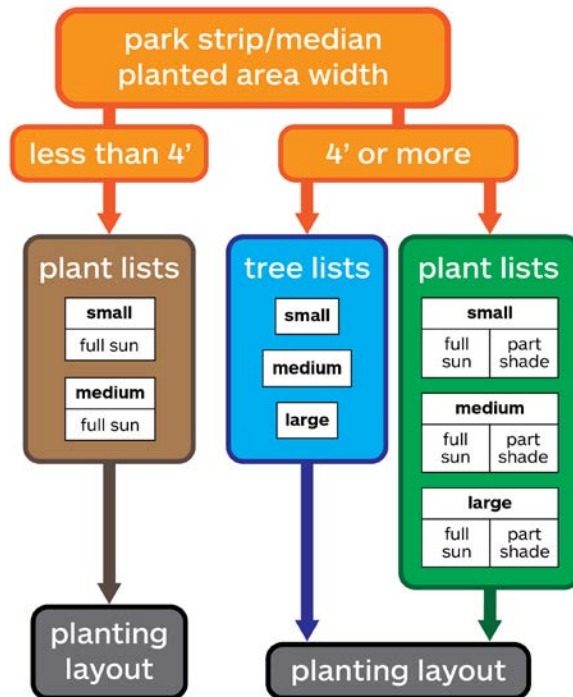 park strip/median
planted area width
less than 4'
4' or more
plant lists
small
full sun
medium
full sun
tree lists
small
medium
large
plant lists
small
full
sun
part
shade
medium
full
sun
part
shade
large
full
sun
part
shade
planting
layout
planting layout